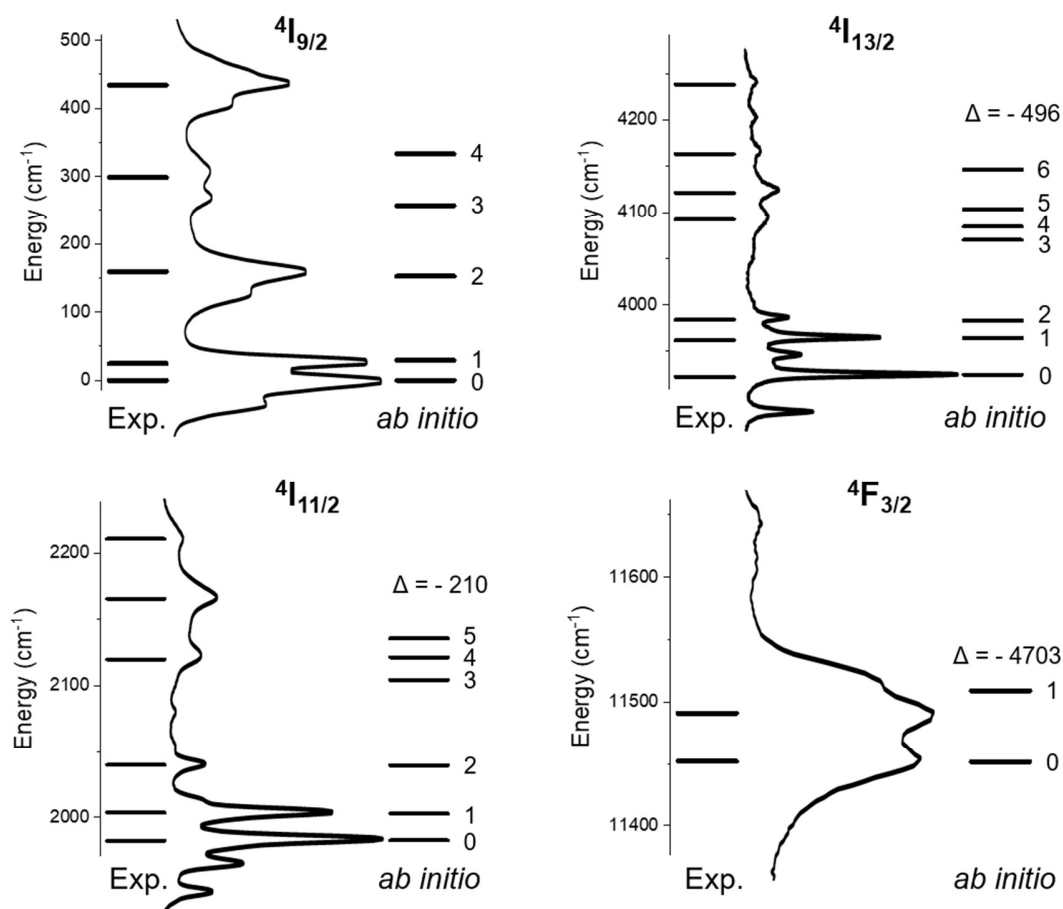 ⁴I₉/₂
Energy (cm⁻¹)
500
400
300
200
100
0
4
3
2
1
0
Exp.
ab initio
⁴I₁₃/₂
Energy (cm⁻¹)
4200
4100
4000
Δ = - 496
6
5
4
3
2
1
0
Exp.
ab initio
⁴I₁₁/₂
Energy (cm⁻¹)
2200
2100
2000
Δ = - 210
5
4
3
2
1
0
Exp.
ab initio
⁴F₃/₂
Energy (cm⁻¹)
11600
11500
11400
Δ = - 4703
1
0
Exp.
ab initio